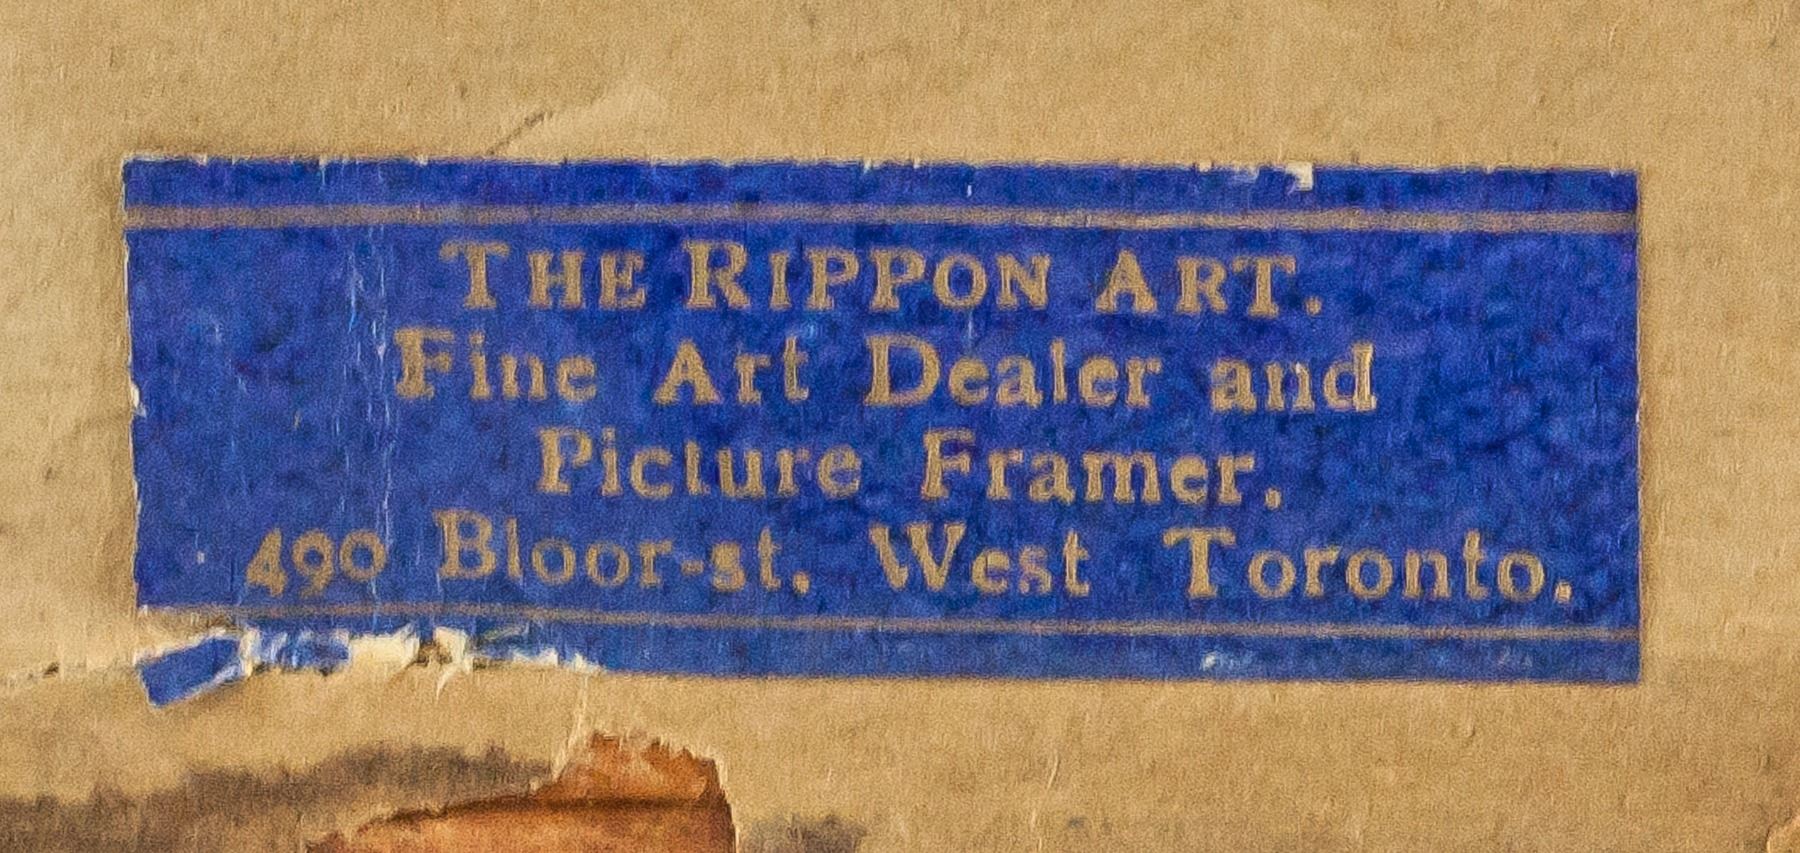 THE RIPPON ART.
Fine Art Dealer and
Picture Framer.
490 Bloor-st. West Toronto.